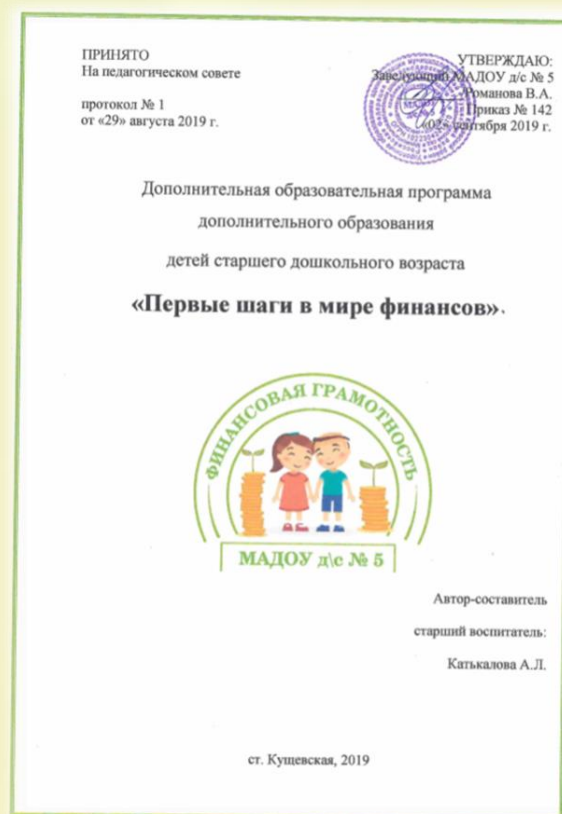 ПРИНЯТО
На педагогическом совете
протокол № 1
от «29» августа 2019 г.
УТВЕРЖДАЮ:
Заведующий МАДОУ д/с № 5
Романова В.А.
Приказ № 142
«02» сентября 2019 г.
Дополнительная образовательная программа
дополнительного образования
детей старшего дошкольного возраста
«Первые шаги в мире финансов».
ФИНАНСОВАЯ ГРАМОТНОСТЬ
МАДОУ д\с № 5
Автор-составитель
старший воспитатель:
Катькалова А.Л.
ст. Кущевская, 2019